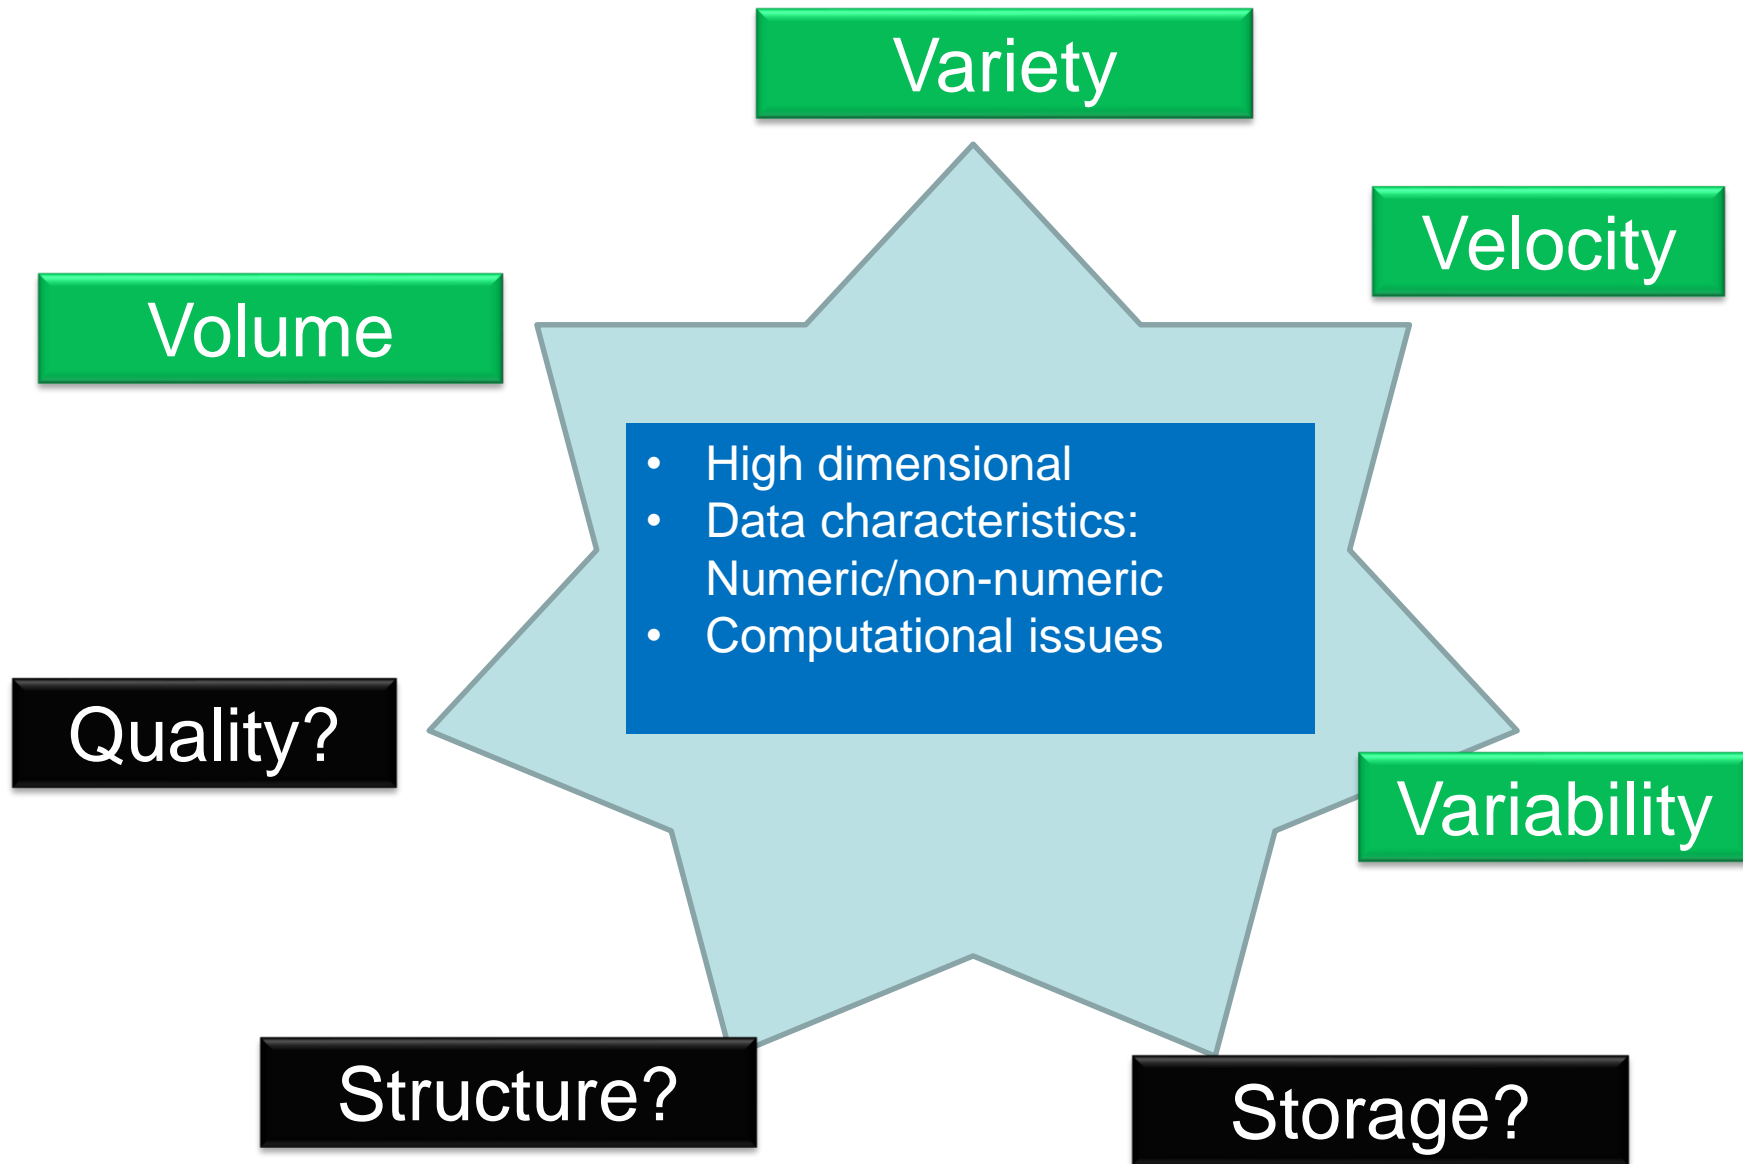 Variety
Velocity
Volume
• High dimensional
• Data characteristics:
Numeric/non-numeric
• Computational issues
Quality?
Variability
Structure?
Storage?